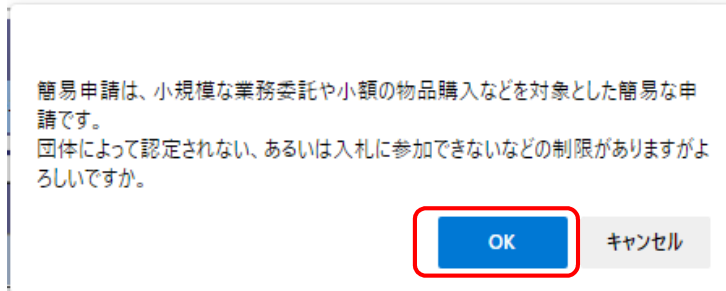 簡易申請は、小規模な業務委託や小額の物品購入などを対象とした簡易な申
請です。
団体によって認定されない、あるいは入札に参加できないなどの制限がありますがよ
ろしいですか。
OK キャンセル